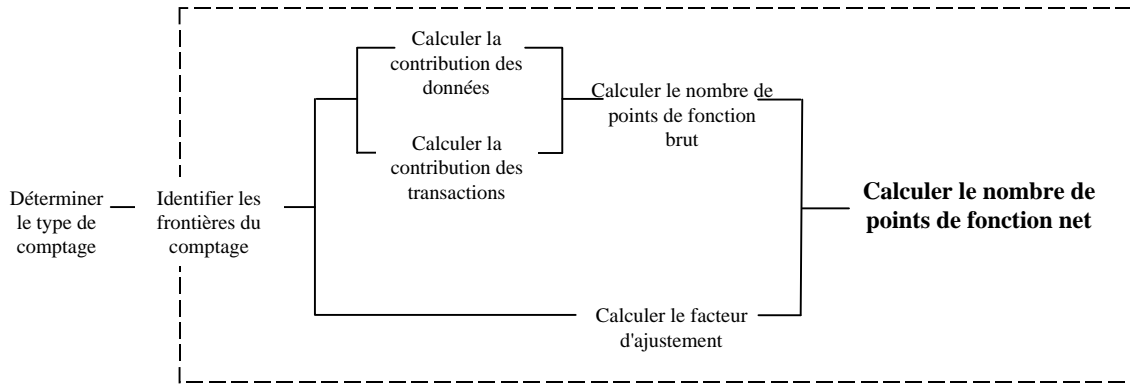 Déterminer
le type de
comptage
Identifier les
frontières du
comptage
Calculer la
contribution des
données
Calculer la
contribution des
transactions
Calculer le nombre de
points de fonction
brut
Calculer le facteur
d'ajustement
Calculer le nombre de
points de fonction net